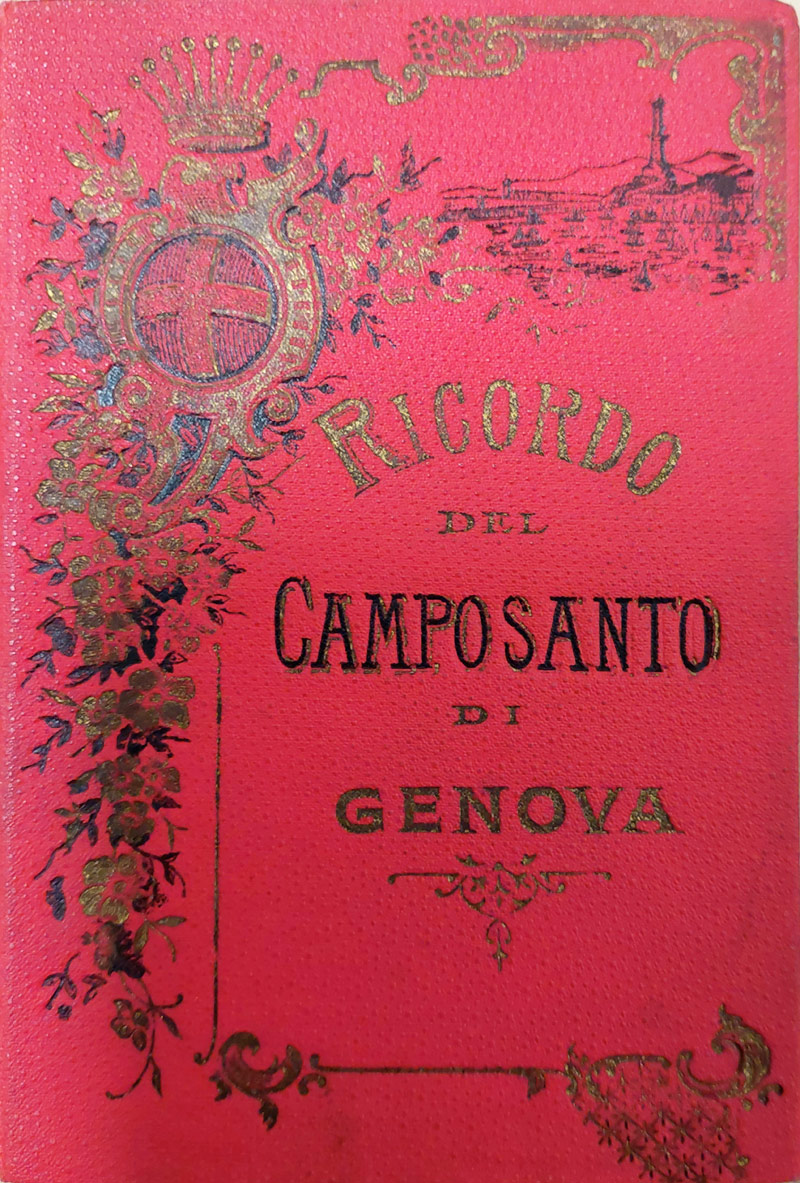 RICORDO
DEL
CAMPOSANTO
DI
GENOVA